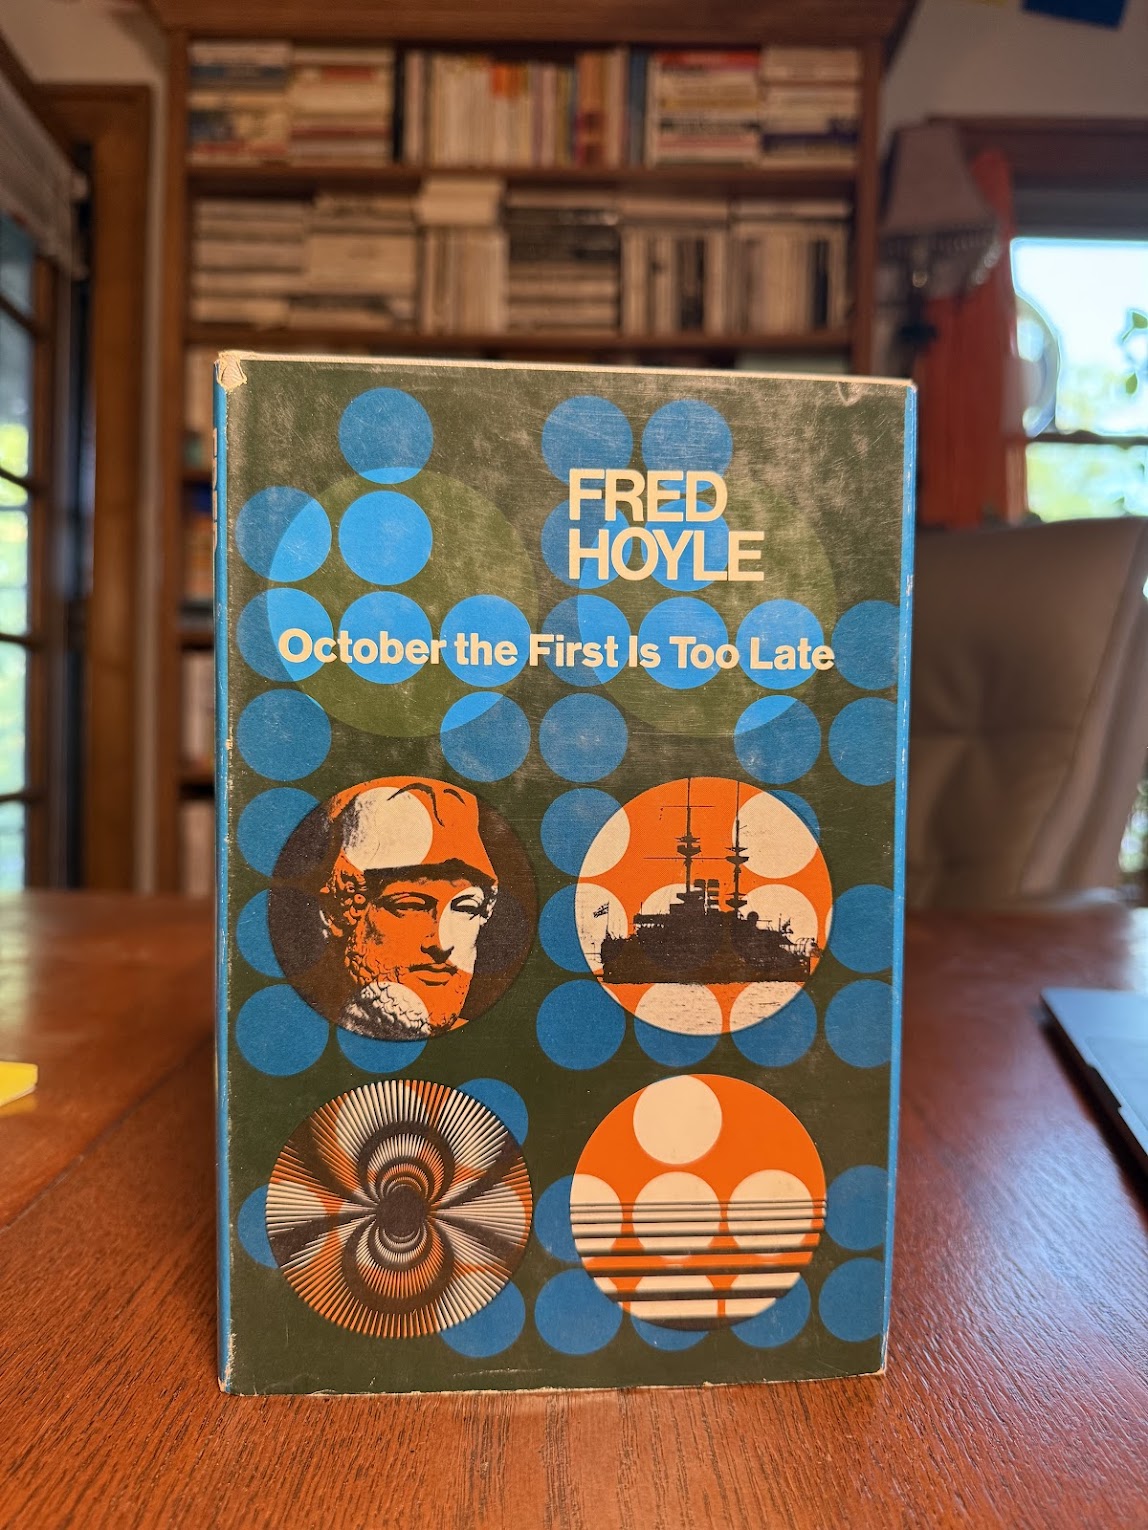 FRED
HOYLE
October the First Is Too Late